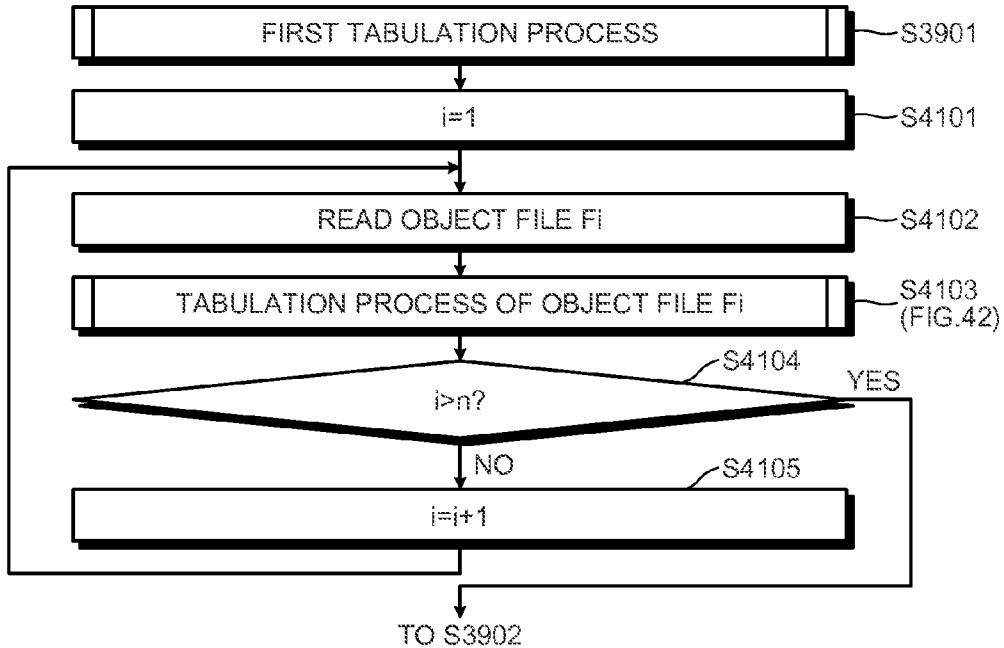 FIRST TABULATION PROCESS
S3901
i=1
S4101
READ OBJECT FILE Fi
S4102
TABULATION PROCESS OF OBJECT FILE Fi
S4103
(FIG.42)
S4104
YES
i>n?
NO
S4105
i=i+1
TO S3902